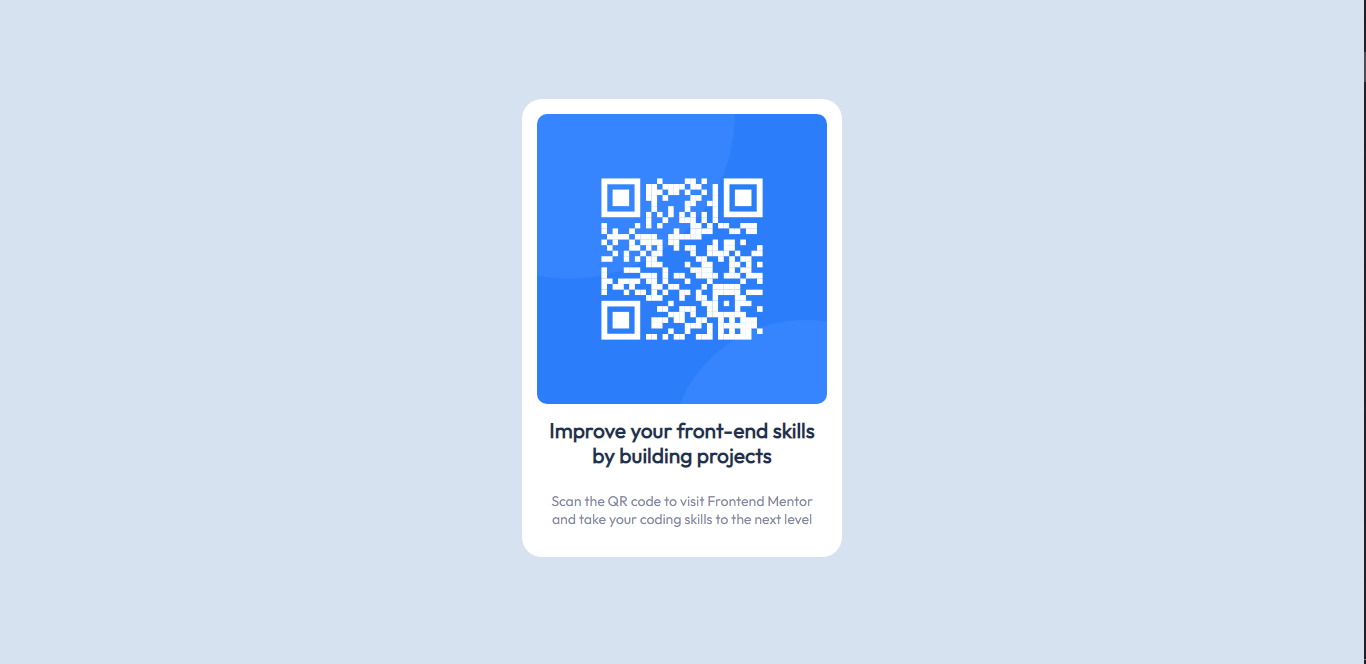 Improve your front-end skills
by building projects
Scan the QR code to visit Frontend Mentor
and take your coding skills to the next level